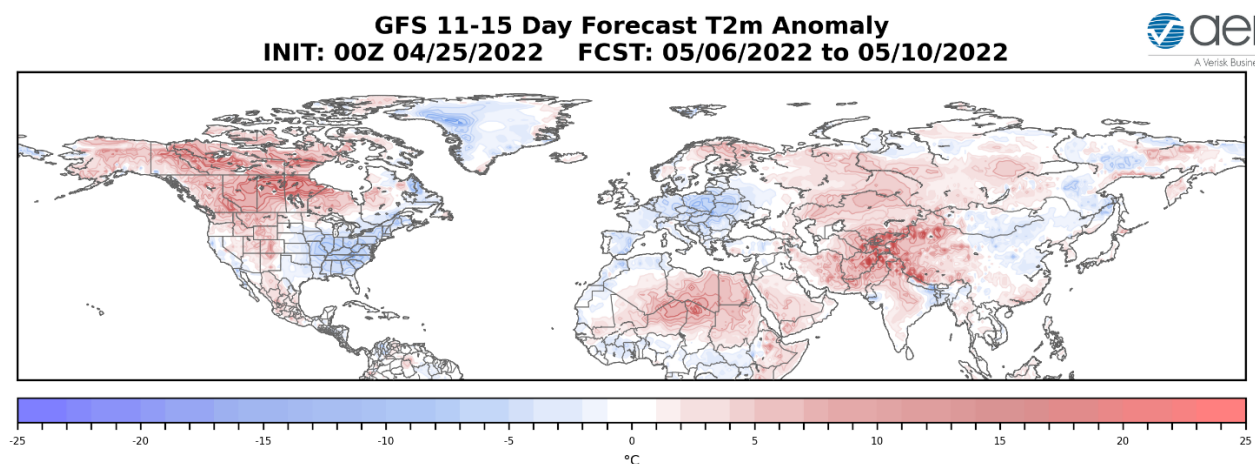 GFS 11-15 Day Forecast T2m Anomaly
INIT: 00Z 04/25/2022 FCST: 05/06/2022 to 05/10/2022
A Verisk Busine
-25 -20 -15 -10 -5 0 5 10 15 20 25
°C